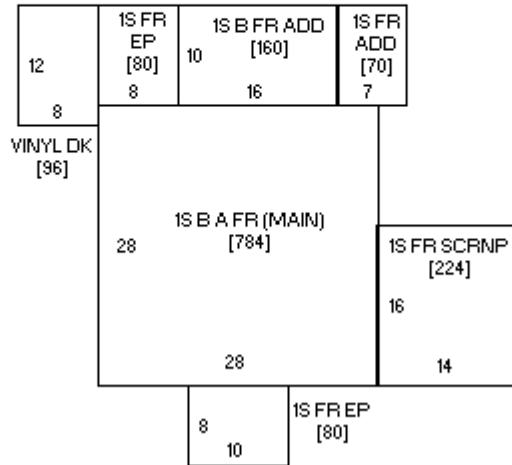 12
8
VINYL DK
[96]
1S FR
EP
[80]
8
1S B FR ADD
[160]
10
16
1S FR
ADD
[70]
7
1S B A FR (MAIN)
[784]
28
28
1S FR SCRNP
[224]
16
14
8
10
1S FR EP
[80]